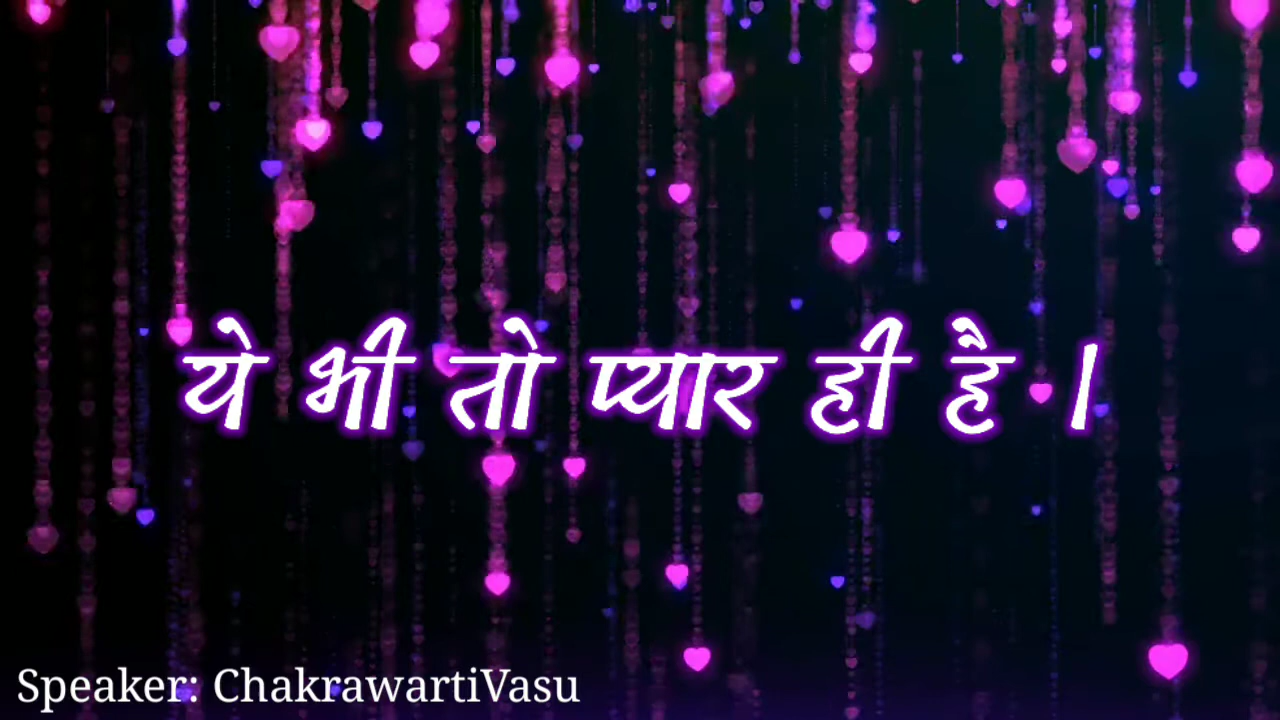 ये भी तो प्यार ही है ।
Speaker: ChakrawartiVasu